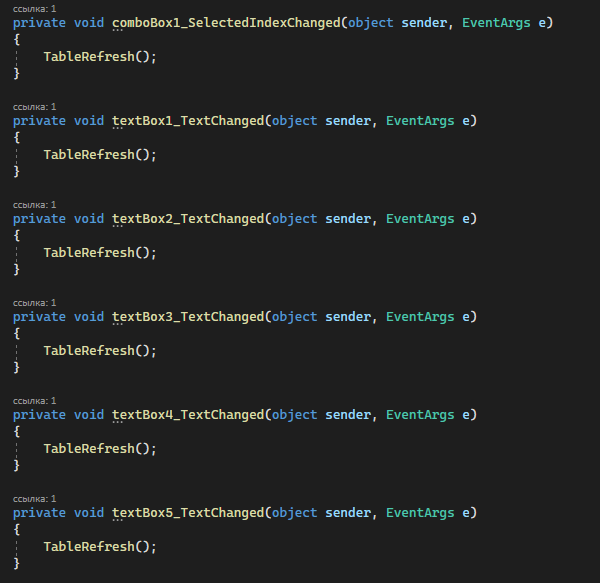 ссылка: 1
private void comboBox1_SelectedIndexChanged(object sender, EventArgs e)
{
TableRefresh();
}
ссылка: 1
private void textBox1_TextChanged(object sender, EventArgs e)
{
TableRefresh();
}
ссылка: 1
private void textBox2_TextChanged(object sender, EventArgs e)
{
TableRefresh();
}
ссылка: 1
private void textBox3_TextChanged(object sender, EventArgs e)
{
TableRefresh();
}
ссылка: 1
private void textBox4_TextChanged(object sender, EventArgs e)
{
TableRefresh();
}
ссылка: 1
private void textBox5_TextChanged(object sender, EventArgs e)
{
TableRefresh();
}